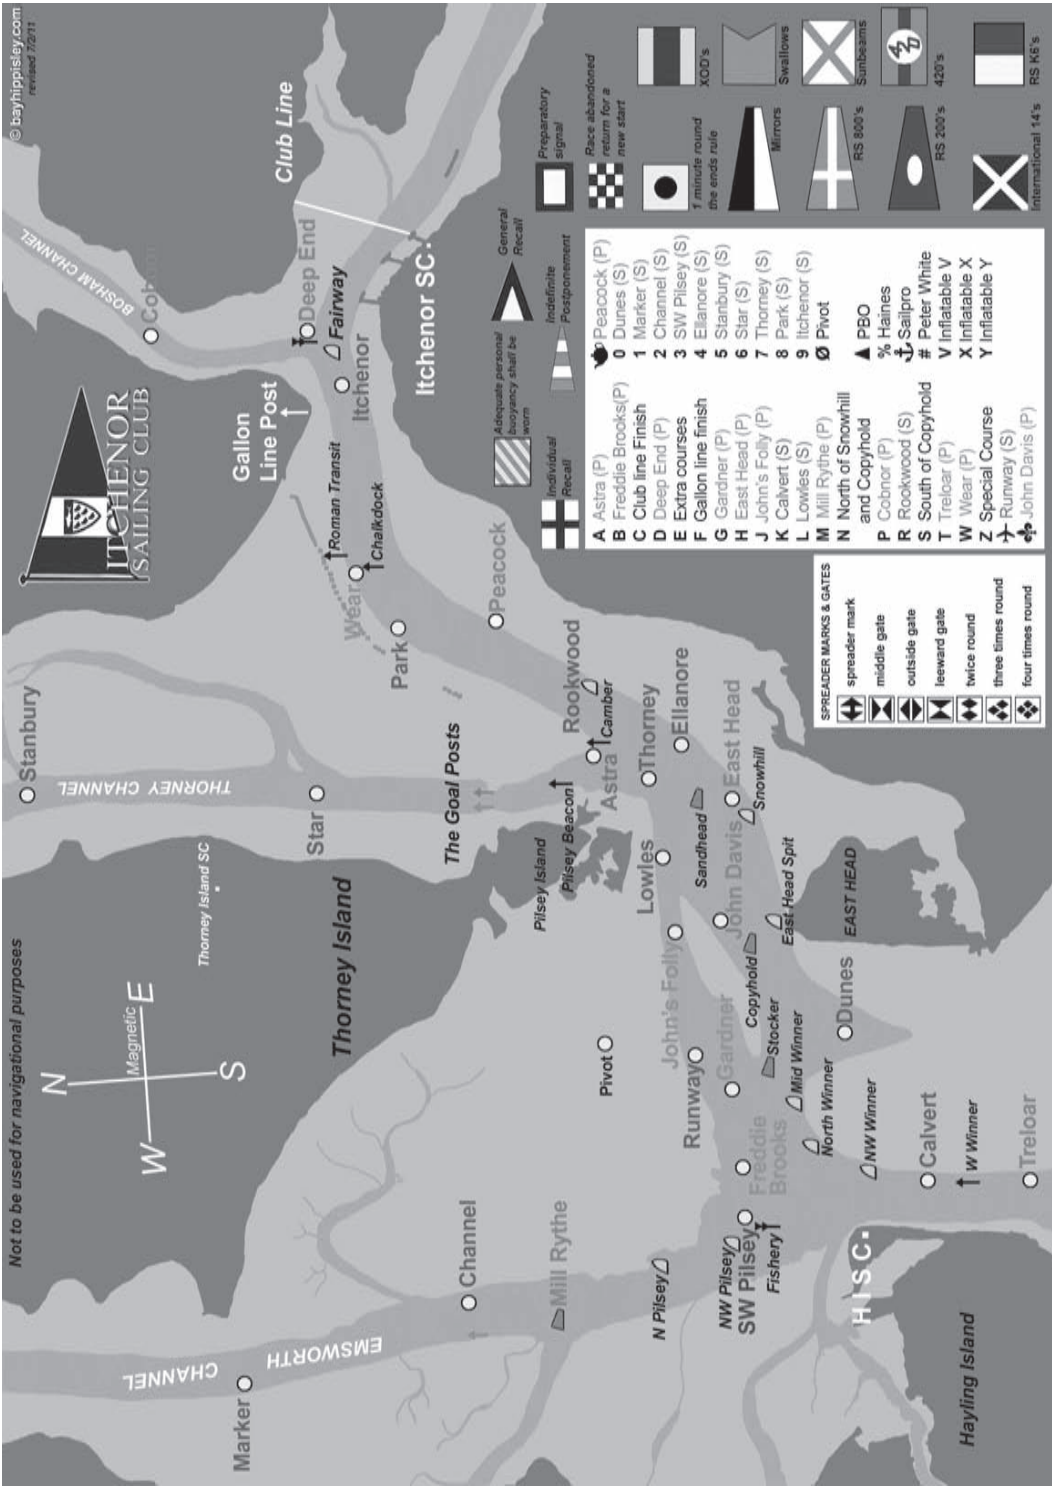 Not to be used for navigational purposes
© bayhippisley.com
revised 7/2/11
ITCHENOR
SAILING CLUB
N
Magnetic
W
E
S
Thorney Island SC
THORNEY CHANNEL
Stanbury
BOSHAM CHANNEL
Club Line
Deep End
Fairway
Itchenor
Itchenor SC.
Gallon
Line Post
Roman Transit
Chalkdock
Wear
Park
Peacock
Star
The Goal Posts
Thorney Island
Marker
EMSWORTH
CHANNEL
Channel
Mill Rythe
Pilsey Island
Pilsey Beacon
Rookwood
Camber
Astra
Thorney
Ellanore
Lowles
Sandhead
East Head
Snowhill
John Davis
East Head Spit
EAST HEAD
Pivot
John's Folly
Copyhold
Runway
Gardner
Stocker
Mid Winner
Dunes
N Pilsey
NW Pilsey
SW Pilsey
Fishery
Freddie
Brooks
North Winner
NW Winner
Calvert
W Winner
Treloar
HISC.
Hayling Island
Individual
Recall
Adequate personal
buoyancy shall be
worn
Indefinite
Postponement
General
Recall
Preparatory
signal
Race abandoned
return for a
new start
1 minute round
the ends rule
XOD's
Mirrors
Swallows
RS 800's
Sunbeams
RS 200's
420's
International 14's
RS K6's
SPREADER MARKS & GATES
spreader mark
middle gate
outside gate
leeward gate
twice round
three times round
four times round
A Astra (P)
B Freddie Brooks(P)
C Club line Finish
D Deep End (P)
E Extra courses
F Gallon line finish
G Gardner (P)
H East Head (P)
J John's Folly (P)
K Calvert (S)
L Lowles (S)
M Mill Rythe (P)
N North of Snowhill
and Copyhold
P Cobnor (P)
R Rookwood (S)
S South of Copyhold
T Treloar (P)
W Wear (P)
Z Special Course
Runway (S)
John Davis (P)
Peacock (P)
0 Dunes (S)
1 Marker (S)
2 Channel (S)
3 SW Pilsey (S)
4 Ellanore (S)
5 Stanbury (S)
6 Star (S)
7 Thorney (S)
8 Park (S)
9 Itchenor (S)
Ø Pivot
▲ PBO
% Haines
⚓ Sailpro
# Peter White
V Inflatable V
X Inflatable X
Y Inflatable Y